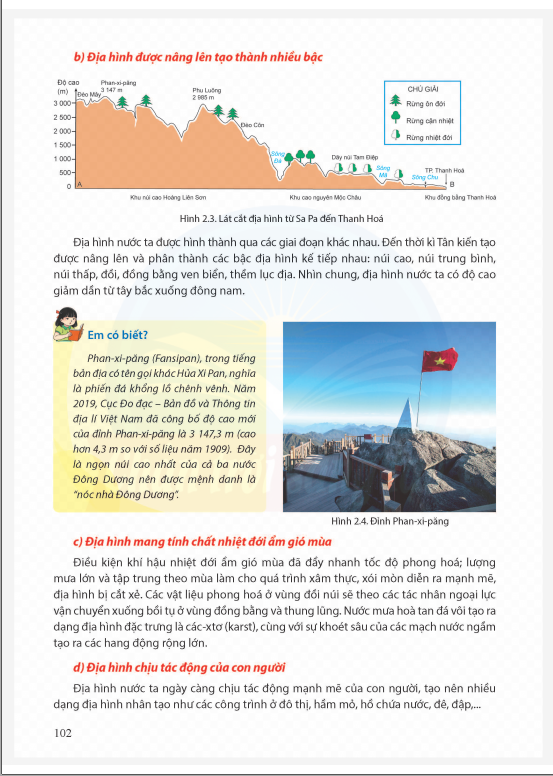 b) Địa hình được nâng lên tạo thành nhiều bậc
Độ cao
(m)
Phan-xi-păng
3 147 m
Đèo Mây
Phu Luông
2 985 m
Đèo Cón
3 000
2 500
2 000
1 500
1 000
500
0
A
Sông
Đà
Dãy núi Tam Điệp
Sông
Mã
Sông Chu
TP. Thanh Hoá
B
CHÚ GIẢI
Rừng ôn đới
Rừng cận nhiệt
Rừng nhiệt đới
Khu núi cao Hoàng Liên Sơn
Khu cao nguyên Mộc Châu
Khu đồng bằng Thanh Hoá
Hình 2.3. Lát cắt địa hình từ Sa Pa đến Thanh Hoá
Địa hình nước ta được hình thành qua các giai đoạn khác nhau. Đến thời kì Tân kiến tạo
được nâng lên và phân thành các bậc địa hình kế tiếp nhau: núi cao, núi trung bình,
núi thấp, đồi, đồng bằng ven biển, thềm lục địa. Nhìn chung, địa hình nước ta có độ cao
giảm dần từ tây bắc xuống đông nam.
Em có biết?
Phan-xi-păng (Fansipan), trong tiếng
bản địa có tên gọi khác Hủa Xi Pan, nghĩa
là phiến đá khổng lồ chênh vênh. Năm
2019, Cục Đo đạc – Bản đồ và Thông tin
địa lí Việt Nam đã công bố độ cao mới
của đỉnh Phan-xi-păng là 3 147,3 m (cao
hơn 4,3 m so với số liệu năm 1909). Đây
là ngọn núi cao nhất của cả ba nước
Đông Dương nên được mệnh danh là
“nóc nhà Đông Dương”.
Hình 2.4. Đỉnh Phan-xi-păng
c) Địa hình mang tính chất nhiệt đới ẩm gió mùa
Điều kiện khí hậu nhiệt đới ẩm gió mùa đã đẩy nhanh tốc độ phong hoá; lượng
mưa lớn và tập trung theo mùa làm cho quá trình xâm thực, xói mòn diễn ra mạnh mẽ,
địa hình bị cắt xẻ. Các vật liệu phong hoá ở vùng đồi núi sẽ theo các tác nhân ngoại lực
vận chuyển xuống bồi tụ ở vùng đồng bằng và thung lũng. Nước mưa hoà tan đá vôi tạo ra
dạng địa hình đặc trưng là các-xtơ (karst), cùng với sự khoét sâu của các mạch nước ngầm
tạo ra các hang động rộng lớn.
d) Địa hình chịu tác động của con người
Địa hình nước ta ngày càng chịu tác động mạnh mẽ của con người, tạo nên nhiều
dạng địa hình nhân tạo như các công trình ở đô thị, hầm mỏ, hồ chứa nước, đê, đập,...
102